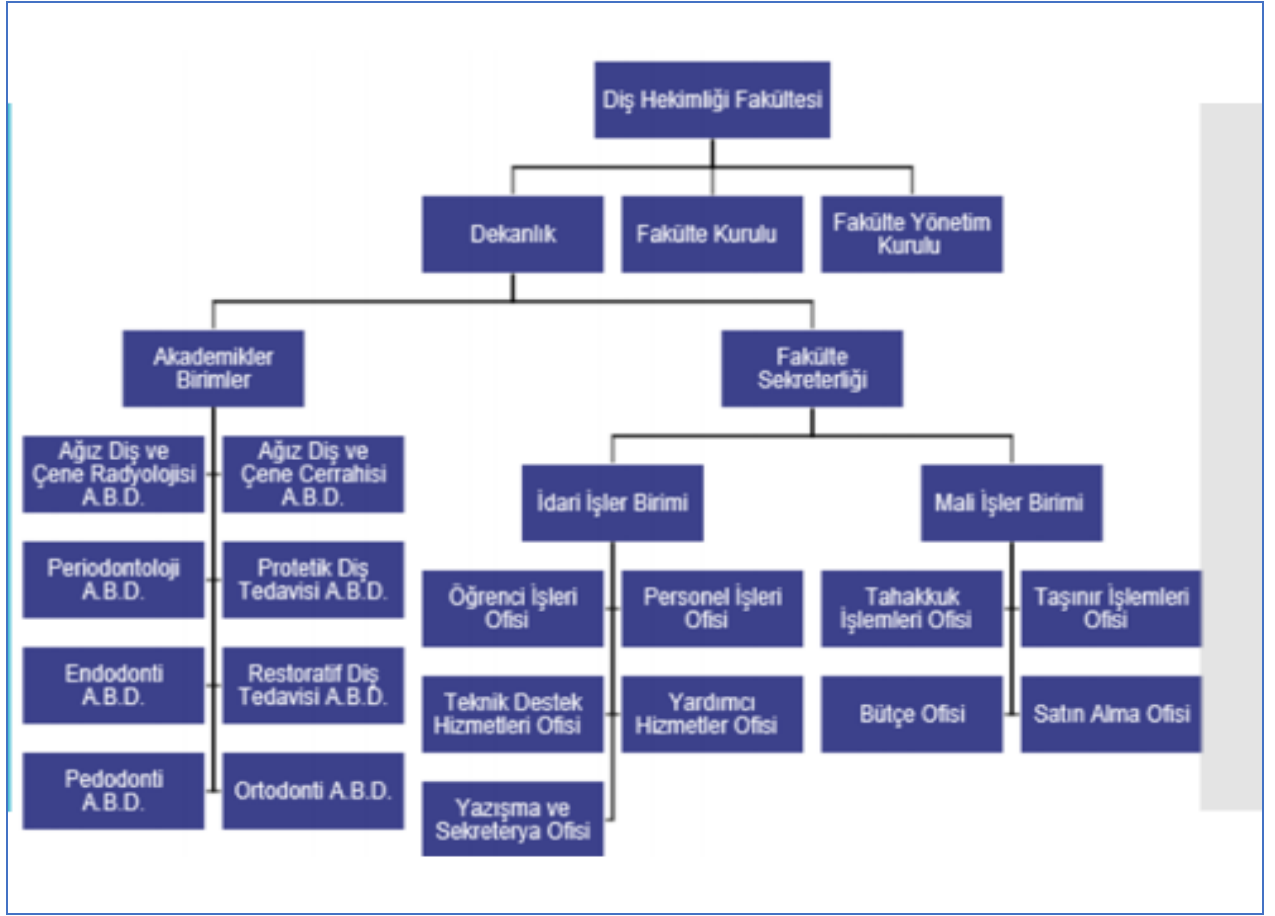 Diş Hekimliği Fakültesi
Dekanlık
Fakülte Kurulu
Fakülte Yönetim
Kurulu
Akademikler
Birimler
Fakülte
Sekreterliği
Ağız Diş ve
Çene Radyolojisi
A.B.D.
Ağız Diş ve
Çene Cerrahisi
A.B.D.
Periodontoloji
A.B.D.
Protetik Diş
Tedavisi A.B.D.
Endodonti
A.B.D.
Restoratif Diş
Tedavisi A.B.D.
Pedodonti
A.B.D.
Ortodonti A.B.D.
İdari İşler Birimi
Mali İşler Birimi
Öğrenci İşleri
Ofisi
Personel İşleri
Ofisi
Teknik Destek
Hizmetleri Ofisi
Yardımcı
Hizmetler Ofisi
Yazışma ve
Sekreterya Ofisi
Tahakkuk
İşlemleri Ofisi
Taşınır İşlemleri
Ofisi
Bütçe Ofisi
Satın Alma Ofisi